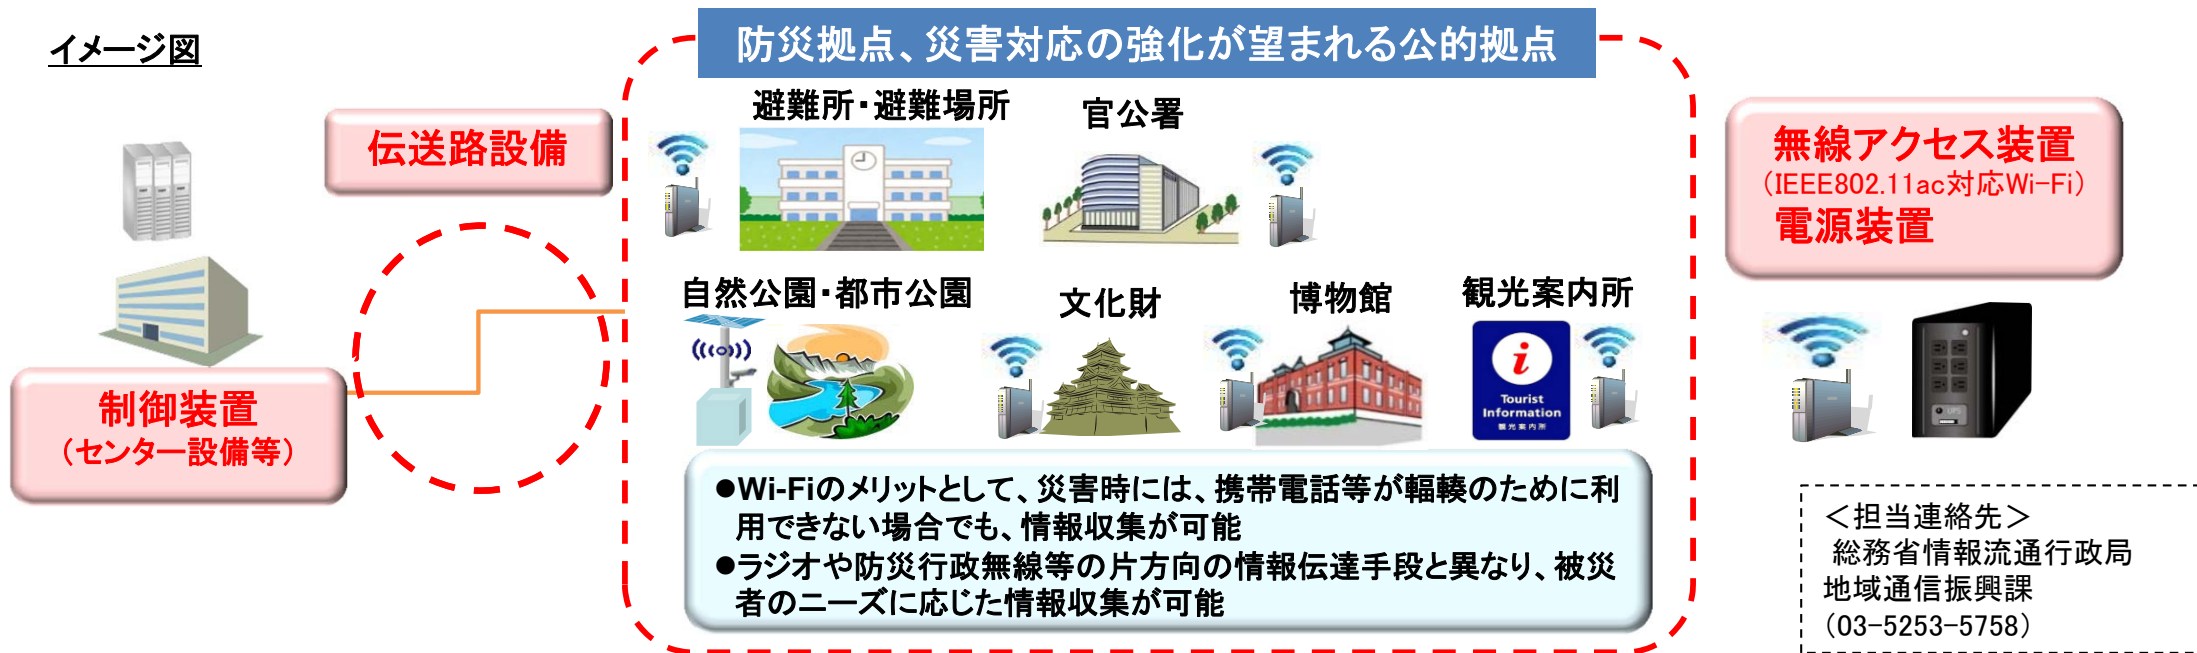 イメージ図
防災拠点、災害対応の強化が望まれる公的拠点
伝送路設備
避難所・避難場所
官公署
無線アクセス装置
（IEEE802.11ac対応Wi-Fi）
電源装置
自然公園・都市公園
文化財
博物館
観光案内所
i
Tourist
Information
観光案内所
UPS
制御装置
（センター設備等）
●Wi-Fiのメリットとして、災害時には、携帯電話等が輻輳のために利
用できない場合でも、情報収集が可能
●ラジオや防災行政無線等の片方向の情報伝達手段と異なり、被災
者のニーズに応じた情報収集が可能
＜担当連絡先＞
総務省情報流通行政局
地域通信振興課
（03-5253-5758）